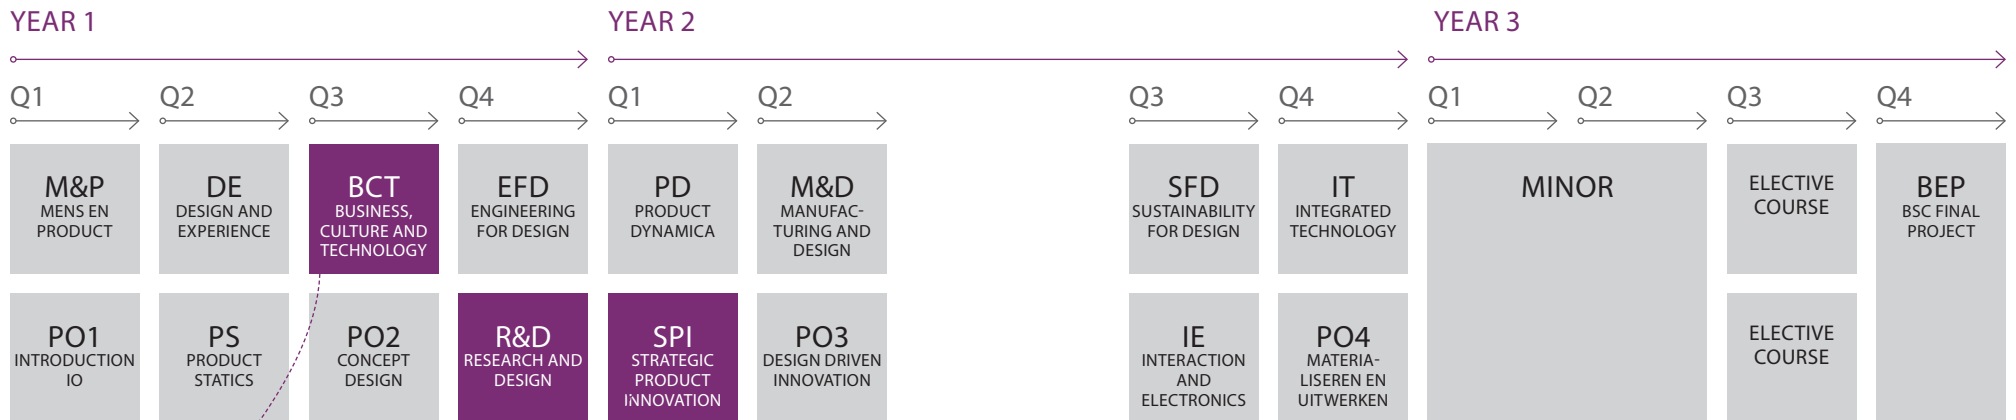 YEAR 1
YEAR 2
YEAR 3
Q1
Q2
Q3
Q4
Q1
Q2
Q3
Q4
Q1
Q2
Q3
Q4
M&P
MENS EN
PRODUCT
DE
DESIGN AND
EXPERIENCE
BCT
BUSINESS,
CULTURE AND
TECHNOLOGY
EFD
ENGINEERING
FOR DESIGN
PD
PRODUCT
DYNAMICA
M&D
MANUFAC-
TURING AND
DESIGN
SFD
SUSTAINABILITY
FOR DESIGN
IT
INTEGRATED
TECHNOLOGY
MINOR
ELECTIVE
COURSE
BEP
BSC FINAL
PROJECT
PO1
INTRODUCTION
IO
PS
PRODUCT
STATICS
PO2
CONCEPT
DESIGN
R&D
RESEARCH AND
DESIGN
SPI
STRATEGIC
PRODUCT
INNOVATION
PO3
DESIGN DRIVEN
INNOVATION
IE
INTERACTION
AND
ELECTRONICS
PO4
MATERIA-
LISEREN EN
UITWERKEN
ELECTIVE
COURSE